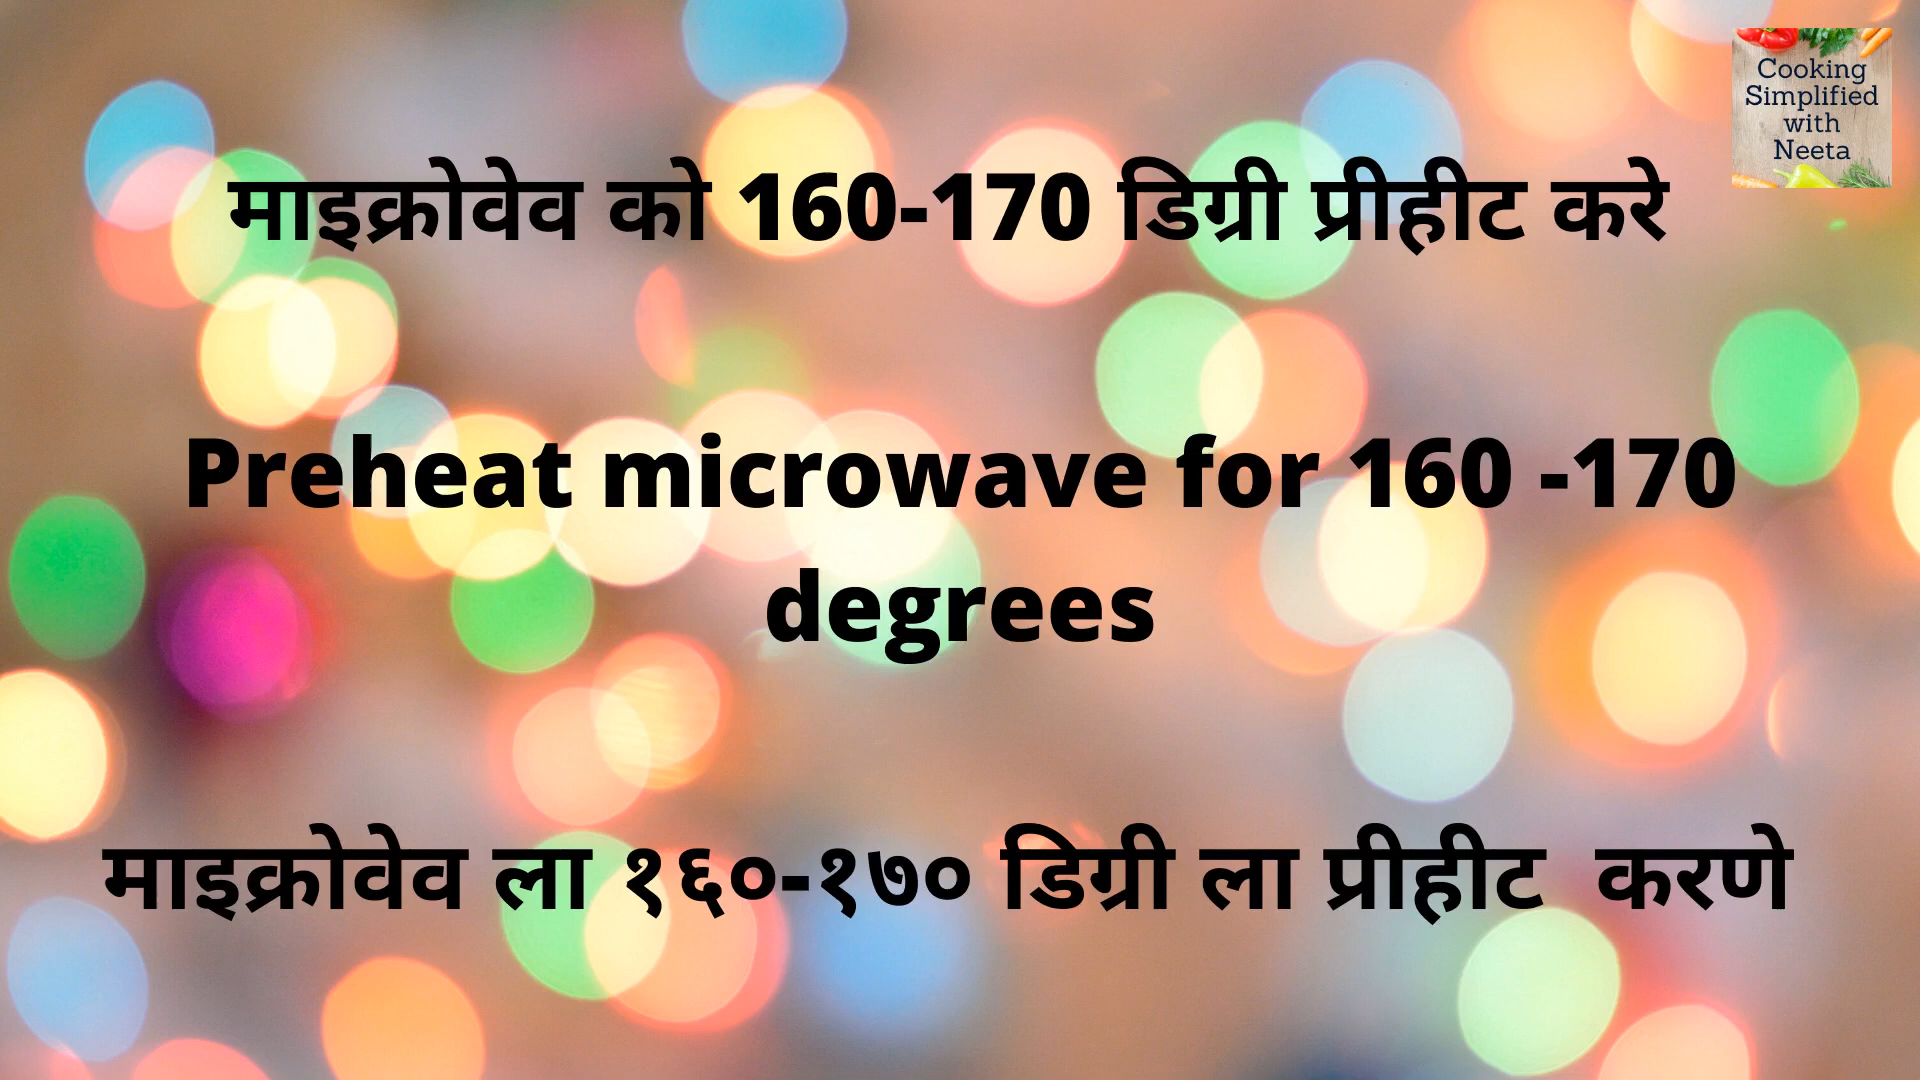 Cooking
Simplified
with
Neeta
माइक्रोवेव को 160-170 डिग्री प्रीहीट करे
Preheat microwave for 160 -170
degrees
माइक्रोवेव ला १६०-१७० डिग्री ला प्रीहीट करणे